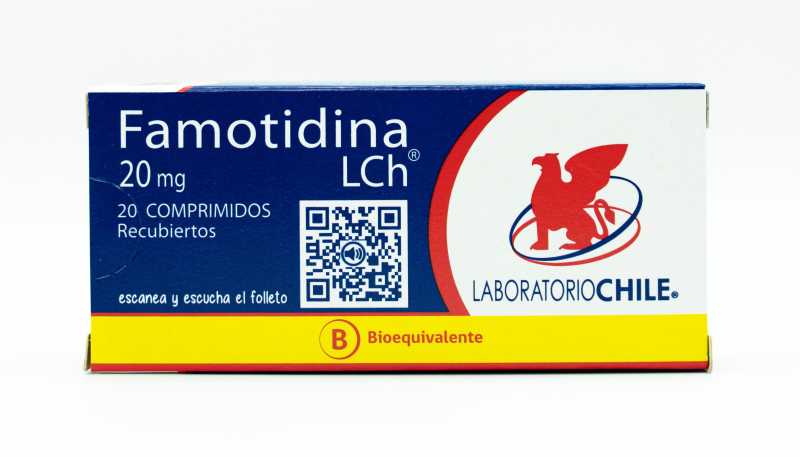 Famotidina
LCh®
20 mg
20 COMPRIMIDOS
Recubiertos
escanea y escucha el folleto
LABORATORIOCHILE®
B Bioequivalente